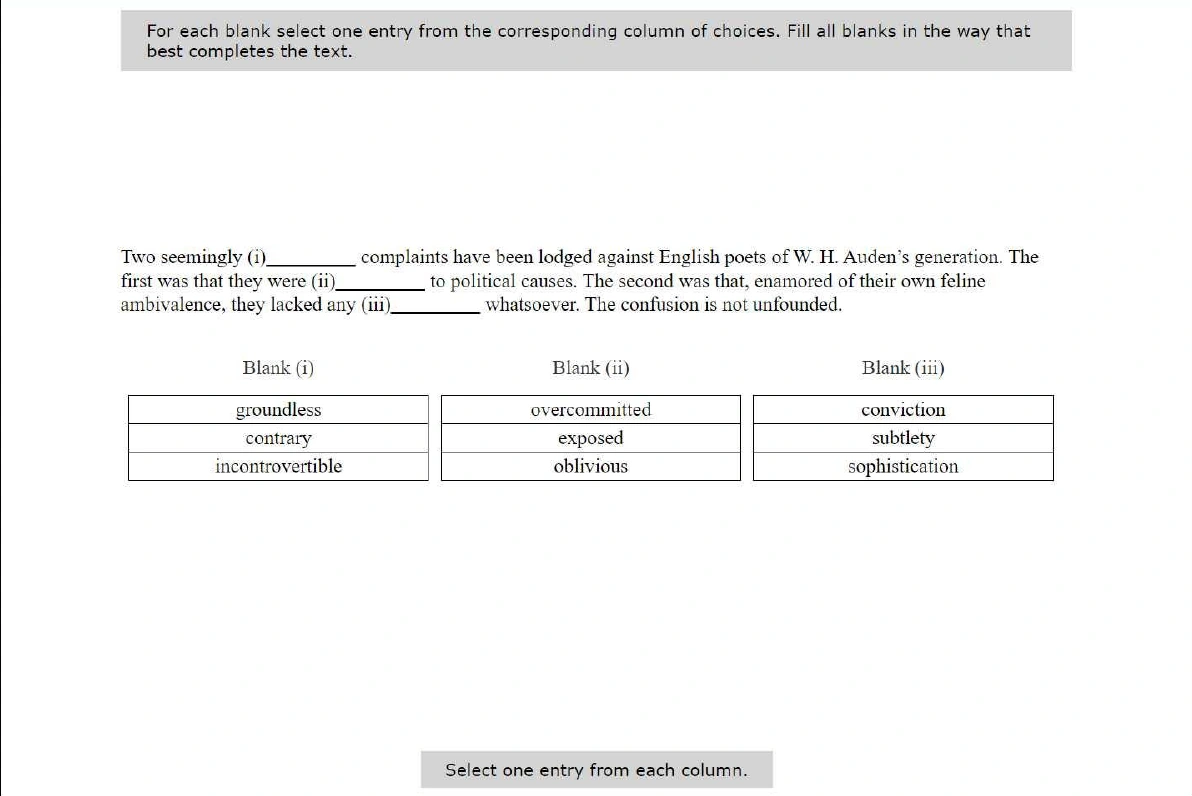 For each blank select one entry from the corresponding column of choices. Fill all blanks in the way that
best completes the text.
Two seemingly (i)_________ complaints have been lodged against English poets of W. H. Auden’s generation. The
first was that they were (ii)_________ to political causes. The second was that, enamored of their own feline
ambivalence, they lacked any (iii)_________ whatsoever. The confusion is not unfounded.
Blank (i) Blank (ii) Blank (iii)
groundless overcommitted conviction
contrary exposed subtlety
incontrovertible oblivious sophistication
Select one entry from each column.